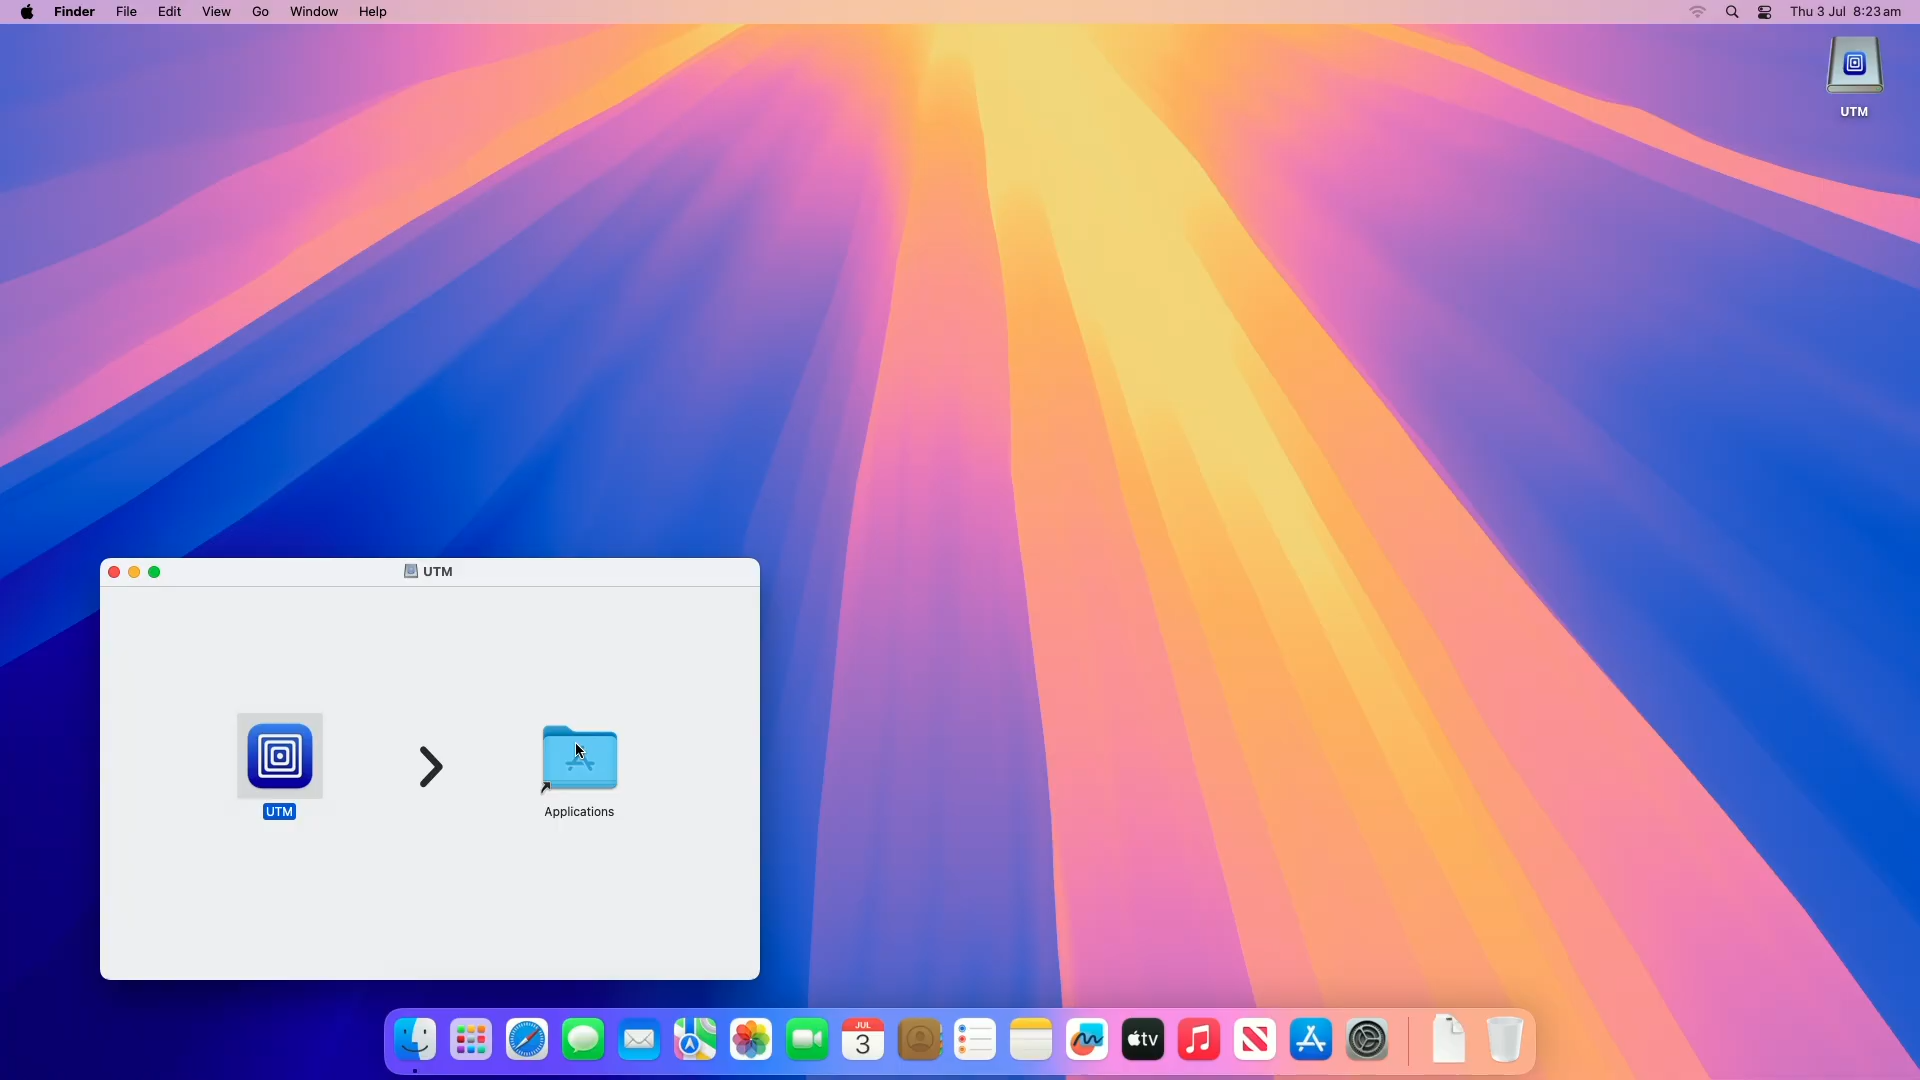 Finder File Edit View Go Window Help Thu 3 Jul 8:23 am
UTM
UTM
UTM
Applications
JUL
3
tv